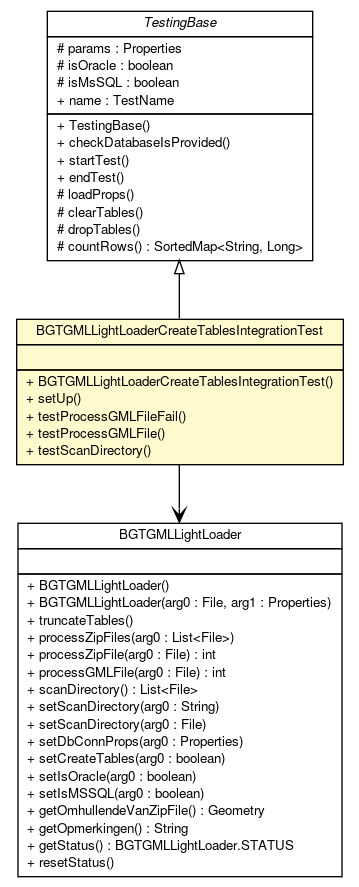 TestingBase
# params : Properties
# isOracle : boolean
# isMsSQL : boolean
+ name : TestName
+ TestingBase()
+ checkDatabaseIsProvided()
+ startTest()
+ endTest()
# loadProps()
# clearTables()
# dropTables()
# countRows() : SortedMap<String, Long>
BGTGMLLightLoaderCreateTablesIntegrationTest
+ BGTGMLLightLoaderCreateTablesIntegrationTest()
+ setUp()
+ testProcessGMLFileFail()
+ testProcessGMLFile()
+ testScanDirectory()
BGTGMLLightLoader
+ BGTGMLLightLoader()
+ BGTGMLLightLoader(arg0 : File, arg1 : Properties)
+ truncateTables()
+ processZipFiles(arg0 : List<File>)
+ processZipFile(arg0 : File) : int
+ processGMLFile(arg0 : File) : int
+ scanDirectory() : List<File>
+ setScanDirectory(arg0 : String)
+ setScanDirectory(arg0 : File)
+ setDbConnProps(arg0 : Properties)
+ setCreateTables(arg0 : boolean)
+ setIsOracle(arg0 : boolean)
+ setIsMSSQL(arg0 : boolean)
+ getOmhullendeVanZipFile() : Geometry
+ getOpmerkingen() : String
+ getStatus() : BGTGMLLightLoader.STATUS
+ resetStatus()